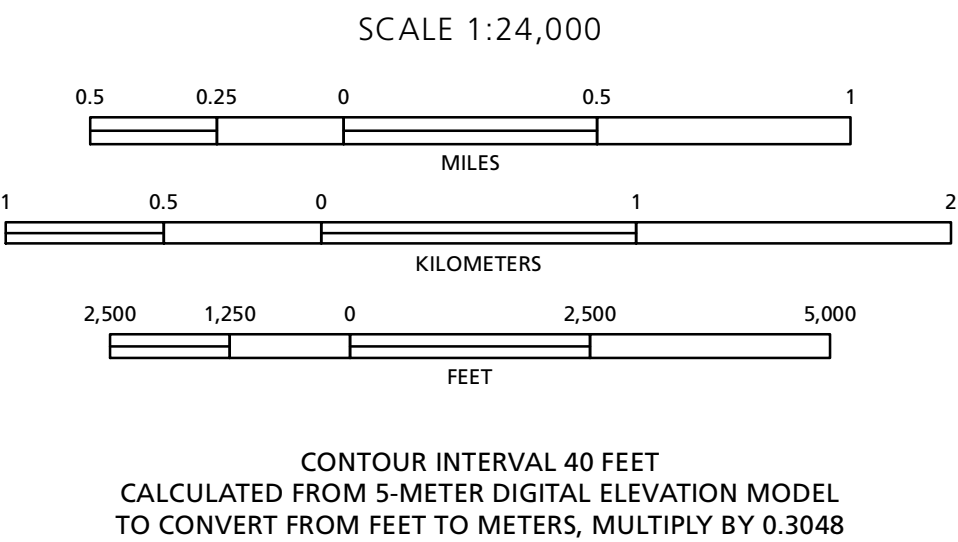 SCALE 1:24,000
0.5 0.25 0 0.5 1
MILES
1 0.5 0 1 2
KILOMETERS
2,500 1,250 0 2,500 5,000
FEET
CONTOUR INTERVAL 40 FEET
CALCULATED FROM 5-METER DIGITAL ELEVATION MODEL
TO CONVERT FROM FEET TO METERS, MULTIPLY BY 0.3048